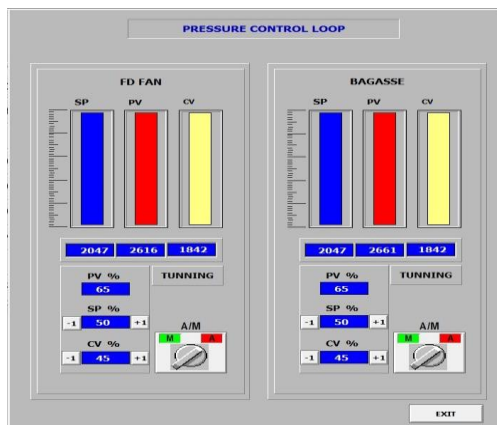 PRESSURE CONTROL LOOP
FD FAN
SP PV CV
2047 2616 1842
PV %
65
TUNNING
SP %
-1 50 +1
CV %
-1 45 +1
A/M
M A
BAGASSE
SP PV CV
2047 2661 1842
PV %
65
TUNNING
SP %
-1 50 +1
CV %
-1 45 +1
A/M
M A
EXIT